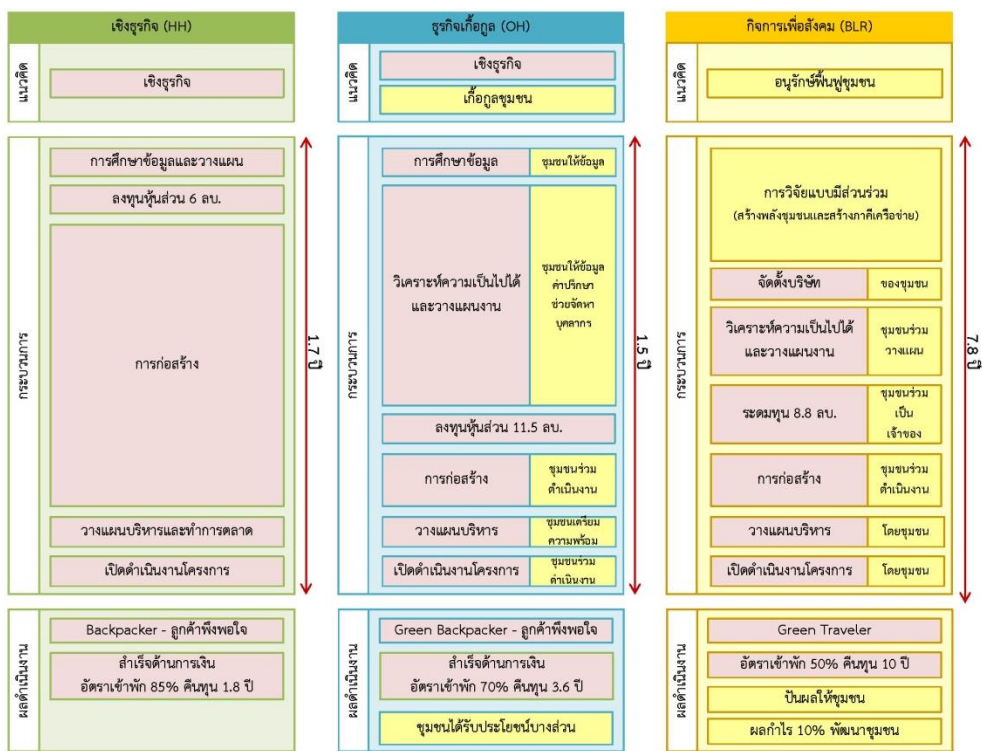 เชิงธุรกิจ (HH)
แนวคิด
เชิงธุรกิจ
กระบวนการ
การศึกษาข้อมูลและวางแผน
ลงทุนหุ้นส่วน 6 ลบ.
การก่อสร้าง
วางแผนบริหารและทำการตลาด
เปิดดำเนินงานโครงการ
1.7 ปี
ผลดำเนินงาน
Backpacker - ลูกค้าพึงพอใจ
สำเร็จด้านการเงิน
อัตราเข้าพัก 85% คืนทุน 1.8 ปี
ธุรกิจเกื้อกูล (OH)
แนวคิด
เชิงธุรกิจ
เกื้อกูลชุมชน
กระบวนการ
การศึกษาข้อมูล
ชุมชนให้ข้อมูล
วิเคราะห์ความเป็นไปได้
และวางแผนงาน
ชุมชนให้ข้อมูล
คำปรึกษา
ช่วยจัดหา
บุคลากร
ลงทุนหุ้นส่วน 11.5 ลบ.
การก่อสร้าง
ชุมชนร่วม
ดำเนินงาน
วางแผนบริหาร
ชุมชนเตรียม
ความพร้อม
เปิดดำเนินงานโครงการ
ชุมชนร่วม
ดำเนินงาน
1.5 ปี
ผลดำเนินงาน
Green Backpacker - ลูกค้าพึงพอใจ
สำเร็จด้านการเงิน
อัตราเข้าพัก 70% คืนทุน 3.6 ปี
ชุมชนได้รับประโยชน์บางส่วน
กิจการเพื่อสังคม (BLR)
แนวคิด
อนุรักษ์ฟื้นฟูชุมชน
กระบวนการ
การวิจัยแบบมีส่วนร่วม
(สร้างพลังชุมชนและสร้างภาคีเครือข่าย)
จัดตั้งบริษัท
ของชุมชน
วิเคราะห์ความเป็นไปได้
และวางแผนงาน
ชุมชนร่วม
วางแผน
ระดมทุน 8.8 ลบ.
ชุมชนร่วม
เป็น
เจ้าของ
การก่อสร้าง
ชุมชนร่วม
ดำเนินงาน
วางแผนบริหาร
โดยชุมชน
เปิดดำเนินงานโครงการ
โดยชุมชน
7.8 ปี
ผลดำเนินงาน
Green Traveler
อัตราเข้าพัก 50% คืนทุน 10 ปี
ปันผลให้ชุมชน
ผลกำไร 10% พัฒนาชุมชน